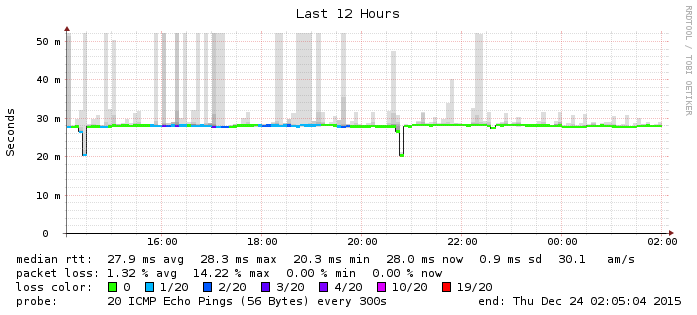 Last 12 Hours
RRDTOOL / TOBI OETIKER
Seconds
50 m
40 m
30 m
20 m
10 m
0
16:00 18:00 20:00 22:00 00:00 02:00
median rtt: 27.9 ms avg 28.3 ms max 20.3 ms min 28.0 ms now 0.9 ms sd 30.1 am/s
packet loss: 1.32 % avg 14.22 % max 0.00 % min 0.00 % now
loss color: 0 1/20 2/20 3/20 4/20 10/20 19/20
probe: 20 ICMP Echo Pings (56 Bytes) every 300s end: Thu Dec 24 02:05:04 2015